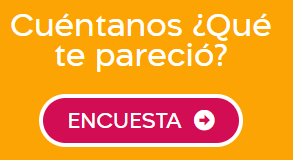 Cuéntanos ¿Qué
te pareció?
ENCUESTA